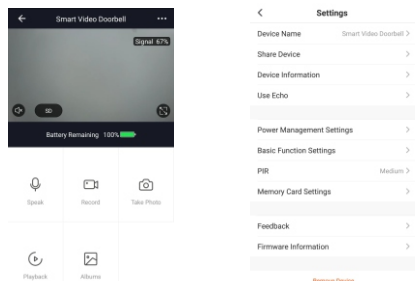 Smart Video Doorbell
Signal 67%
SD
Battery Remaining 100%
Speak
Record
Take Photo
Playback
Albums
Settings
Device Name Smart Video Doorbell
Share Device
Device Information
Use Echo
Power Management Settings
Basic Function Settings
PIR Medium
Memory Card Settings
Feedback
Firmware Information
Remove Device